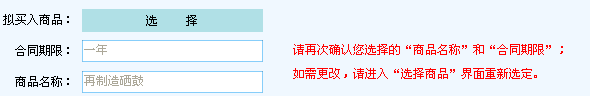 拟买入商品：  选 择
合同期限：  一年
请再次确认您选择的“商品名称”和“合同期限”；
商品名称：  再制造硒鼓
如需更改，请进入“选择商品”界面重新选定。